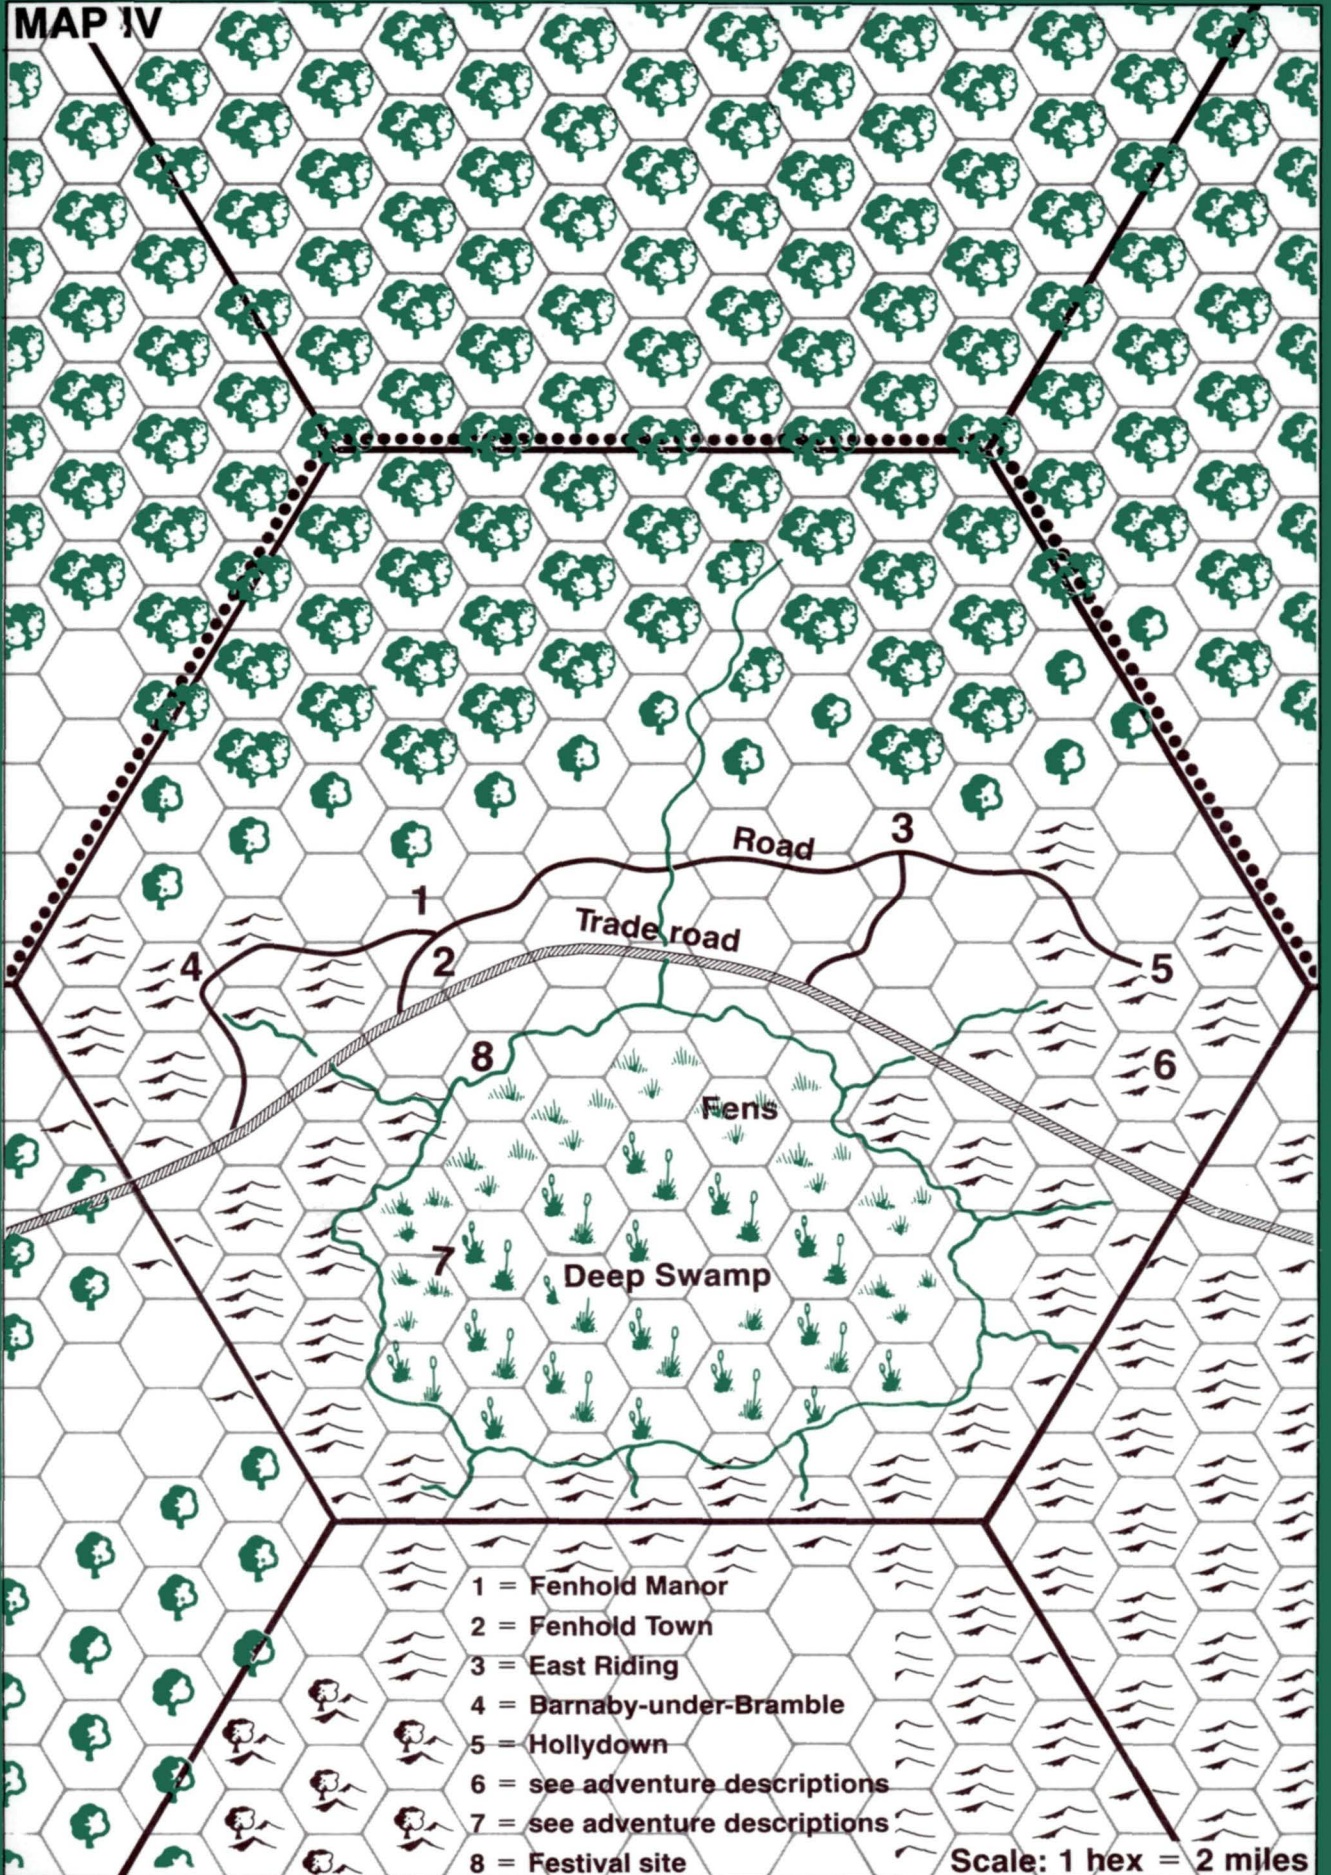 MAP IV
Road
3
1
Trade road
4
2
5
8
6
Fens
7
Deep Swamp
1 = Fenhold Manor
2 = Fenhold Town
3 = East Riding
4 = Barnaby-under-Bramble
5 = Hollydown
6 = see adventure descriptions
7 = see adventure descriptions
8 = Festival site
Scale: 1 hex = 2 miles